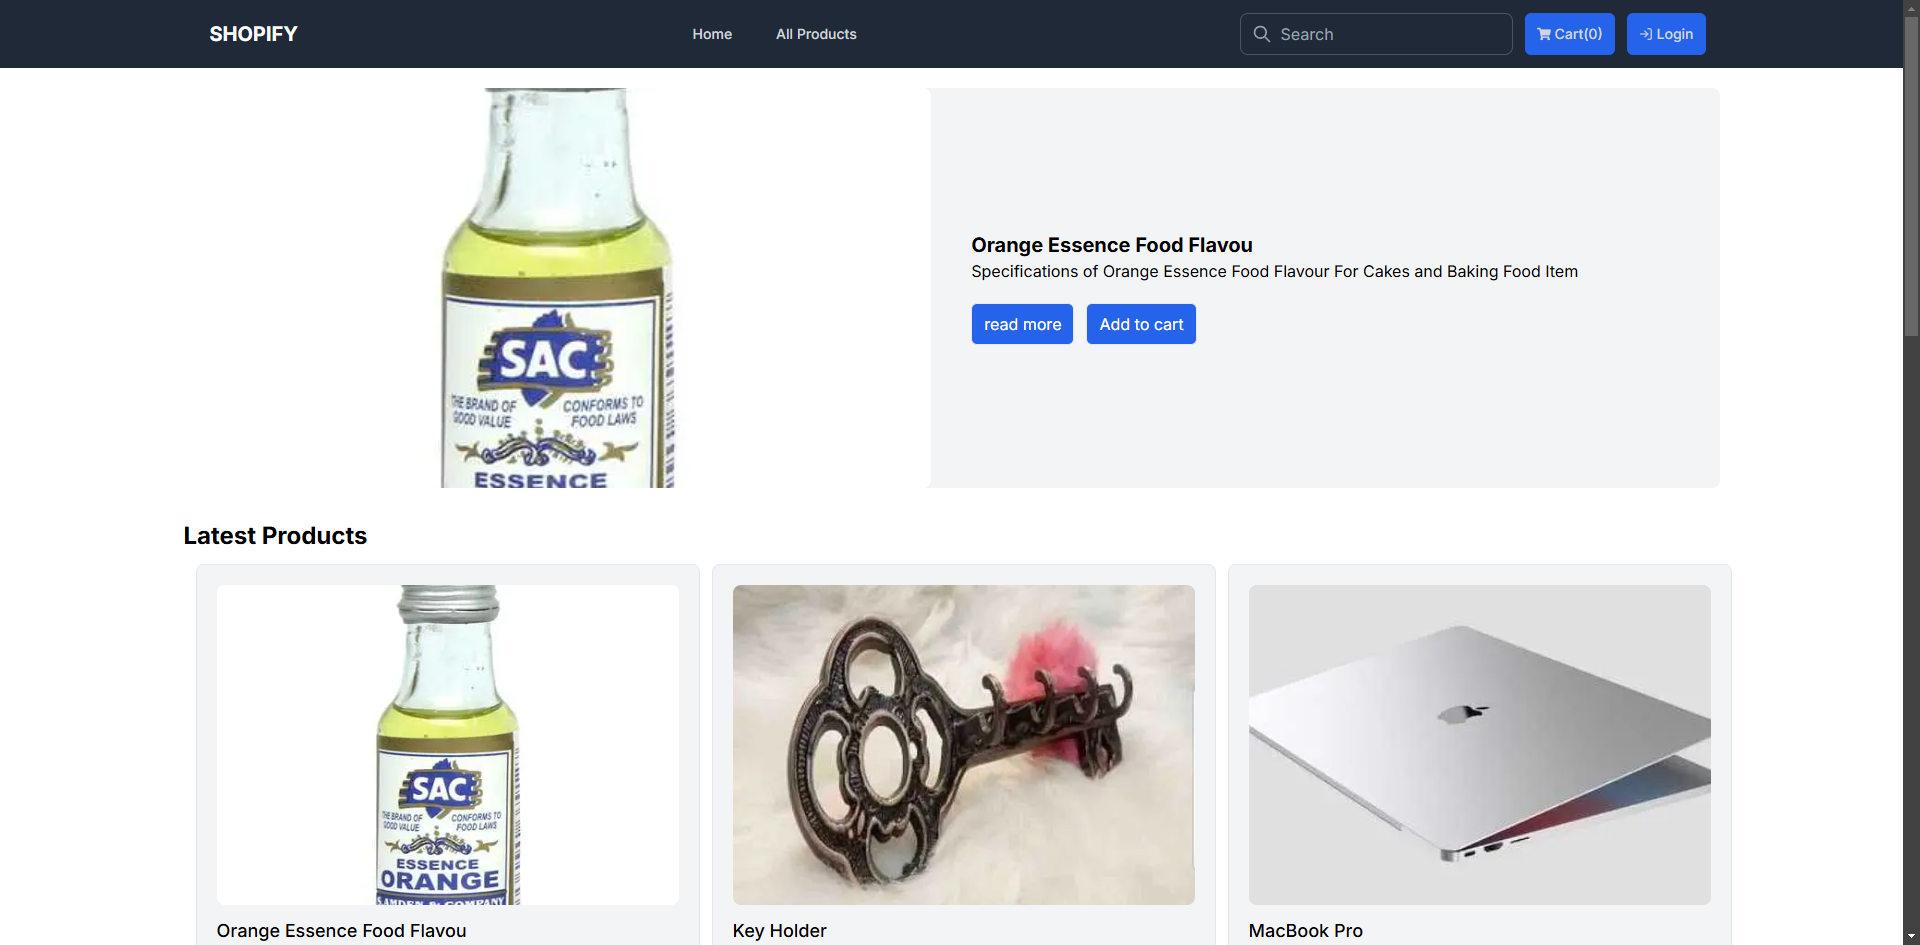 SHOPIFY
Home
All Products
Search
Cart(0)
Login
SAC
THE BRAND OF
GOOD VALUE
CONFORMS TO
FOOD LAWS
ESSENCE
Orange Essence Food Flavou
Specifications of Orange Essence Food Flavour For Cakes and Baking Food Item
read more
Add to cart
Latest Products
SAC
THE BRAND OF
GOOD VALUE
CONFORMS TO
FOOD LAWS
ESSENCE
ORANGE
Orange Essence Food Flavou
Key Holder
MacBook Pro